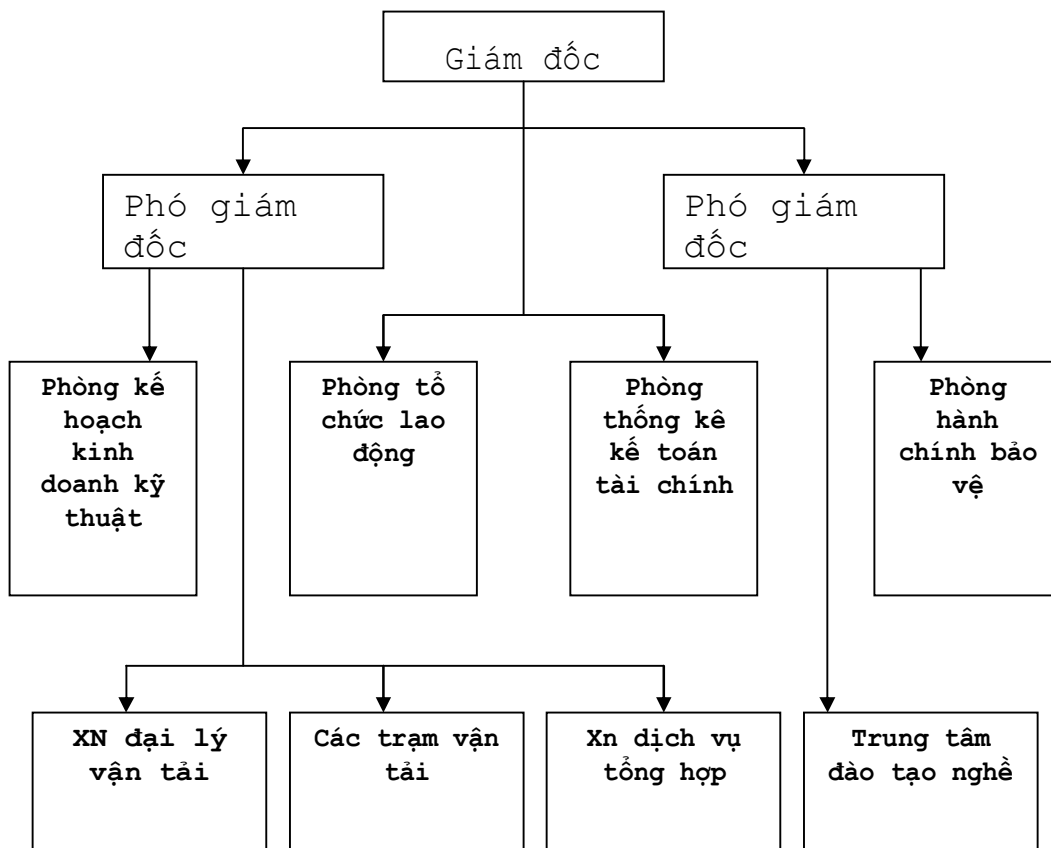 Giám đốc
Phó giám
đốc
Phó giám
đốc
Phòng kế
hoạch
kinh
doanh kỹ
thuật
Phòng tổ
chức lao
động
Phòng
thống kê
kế toán
tài chính
Phòng
hành
chính bảo
vệ
XN đại lý
vận tải
Các trạm vận
tải
Xn dịch vụ
tổng hợp
Trung tâm
đào tạo nghề